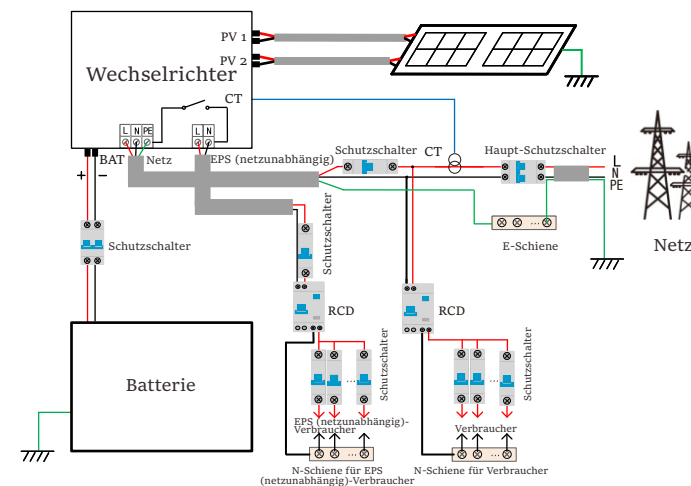 PV 1
PV 2
Wechselrichter
CT
L N PE
L N
BAT
Netz
EPS (netzunabhängig)
+ −
Schutzschalter
CT
Haupt-Schutzschalter
L
N
PE
Schutzschalter
Schutzschalter
E-Schiene
Netz
RCD
RCD
Batterie
Schutzschalter
Schutzschalter
EPS (netzunabhängig)-
Verbraucher
Verbraucher
N-Schiene für EPS
(netzunabhängig)-Verbraucher
N-Schiene für Verbraucher